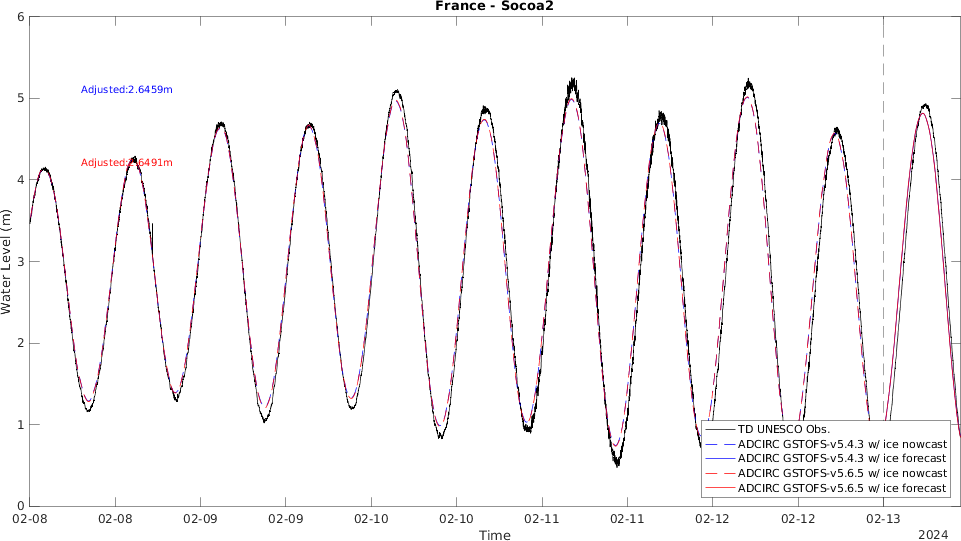 France - Socoa2
6
5
4
3
2
1
0
Water Level (m)
Adjusted:2.6459m
Adjusted:2.6491m
TD UNESCO Obs.
ADCIRC GSTOFS-v5.4.3 w/ ice nowcast
ADCIRC GSTOFS-v5.4.3 w/ ice forecast
ADCIRC GSTOFS-v5.6.5 w/ ice nowcast
ADCIRC GSTOFS-v5.6.5 w/ ice forecast
02-08 02-08 02-09 02-09 02-10 02-10 02-11 02-11 02-12 02-12 02-13
Time
2024